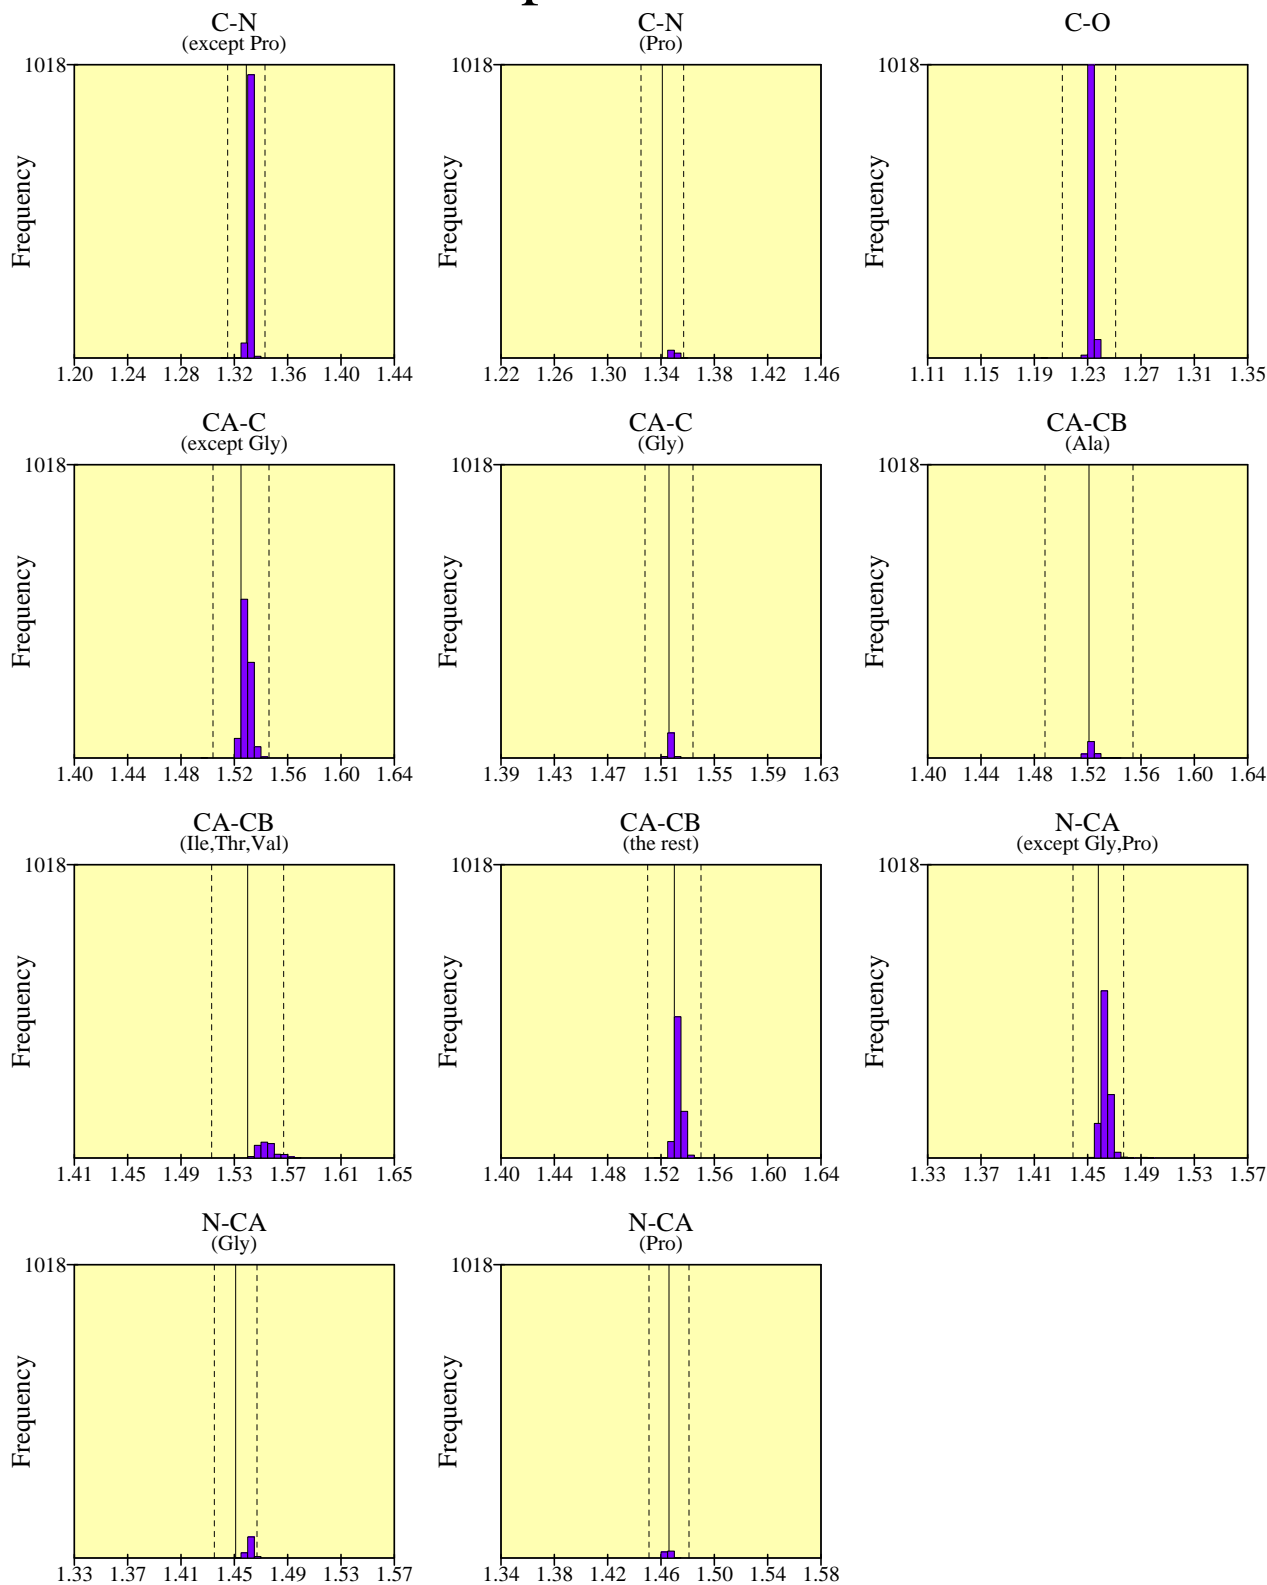 C-N
(except Pro)
1018
Frequency
1.20 1.24 1.28 1.32 1.36 1.40 1.44
C-N
(Pro)
1018
Frequency
1.22 1.26 1.30 1.34 1.38 1.42 1.46
C-O
1018
Frequency
1.11 1.15 1.19 1.23 1.27 1.31 1.35
CA-C
(except Gly)
1018
Frequency
1.40 1.44 1.48 1.52 1.56 1.60 1.64
CA-C
(Gly)
1018
Frequency
1.39 1.43 1.47 1.51 1.55 1.59 1.63
CA-CB
(Ala)
1018
Frequency
1.40 1.44 1.48 1.52 1.56 1.60 1.64
CA-CB
(Ile,Thr,Val)
1018
Frequency
1.41 1.45 1.49 1.53 1.57 1.61 1.65
CA-CB
(the rest)
1018
Frequency
1.40 1.44 1.48 1.52 1.56 1.60 1.64
N-CA
(except Gly,Pro)
1018
Frequency
1.33 1.37 1.41 1.45 1.49 1.53 1.57
N-CA
(Gly)
1018
Frequency
1.33 1.37 1.41 1.45 1.49 1.53 1.57
N-CA
(Pro)
1018
Frequency
1.34 1.38 1.42 1.46 1.50 1.54 1.58